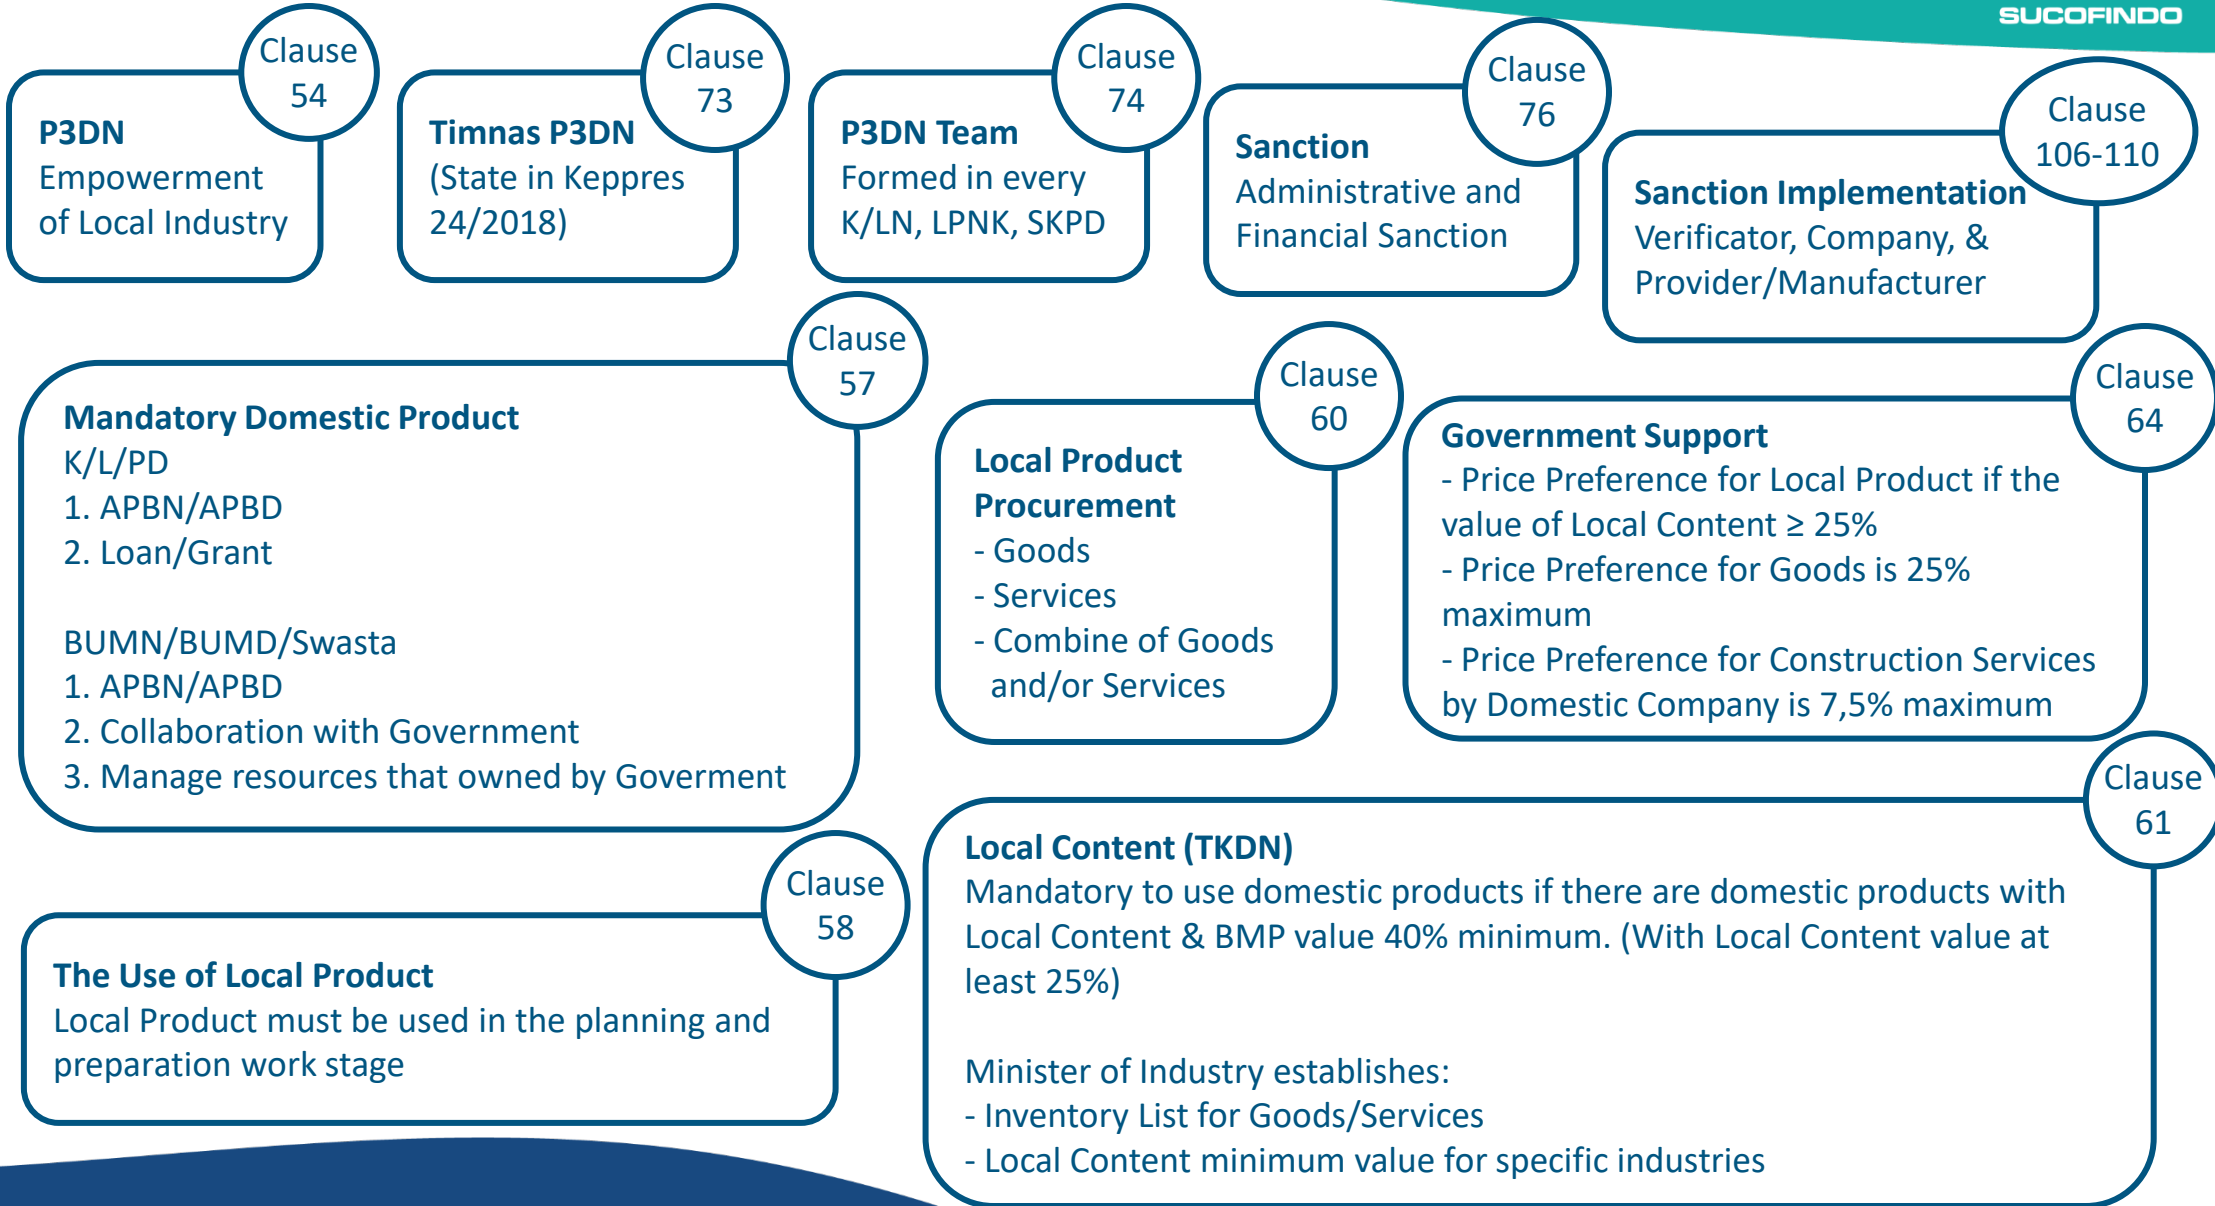 SUCOFINDO
Clause
54
P3DN
Empowerment
of Local Industry
Clause
73
Timnas P3DN
(State in Keppres
24/2018)
Clause
74
P3DN Team
Formed in every
K/LN, LPNK, SKPD
Clause
76
Sanction
Administrative and
Financial Sanction
Clause
106-110
Sanction Implementation
Verificator, Company, &
Provider/Manufacturer
Clause
57
Mandatory Domestic Product
K/L/PD
1. APBN/APBD
2. Loan/Grant
BUMN/BUMD/Swasta
1. APBN/APBD
2. Collaboration with Government
3. Manage resources that owned by Goverment
Clause
60
Local Product
Procurement
- Goods
- Services
- Combine of Goods
and/or Services
Clause
64
Government Support
- Price Preference for Local Product if the
value of Local Content ≥ 25%
- Price Preference for Goods is 25%
maximum
- Price Preference for Construction Services
by Domestic Company is 7,5% maximum
Clause
58
The Use of Local Product
Local Product must be used in the planning and
preparation work stage
Clause
61
Local Content (TKDN)
Mandatory to use domestic products if there are domestic products with
Local Content & BMP value 40% minimum. (With Local Content value at
least 25%)
Minister of Industry establishes:
- Inventory List for Goods/Services
- Local Content minimum value for specific industries